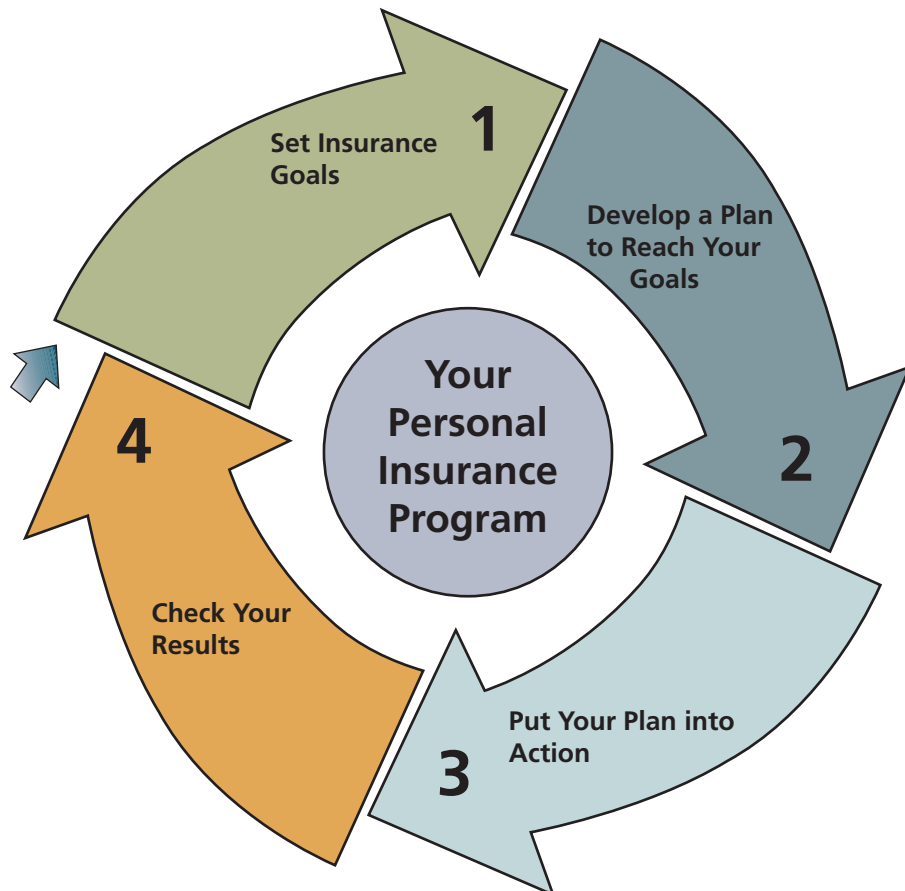 1
Set Insurance
Goals
Develop a Plan
to Reach Your
Goals
2
Put Your Plan into
Action
3
Check Your
Results
4
Your
Personal
Insurance
Program